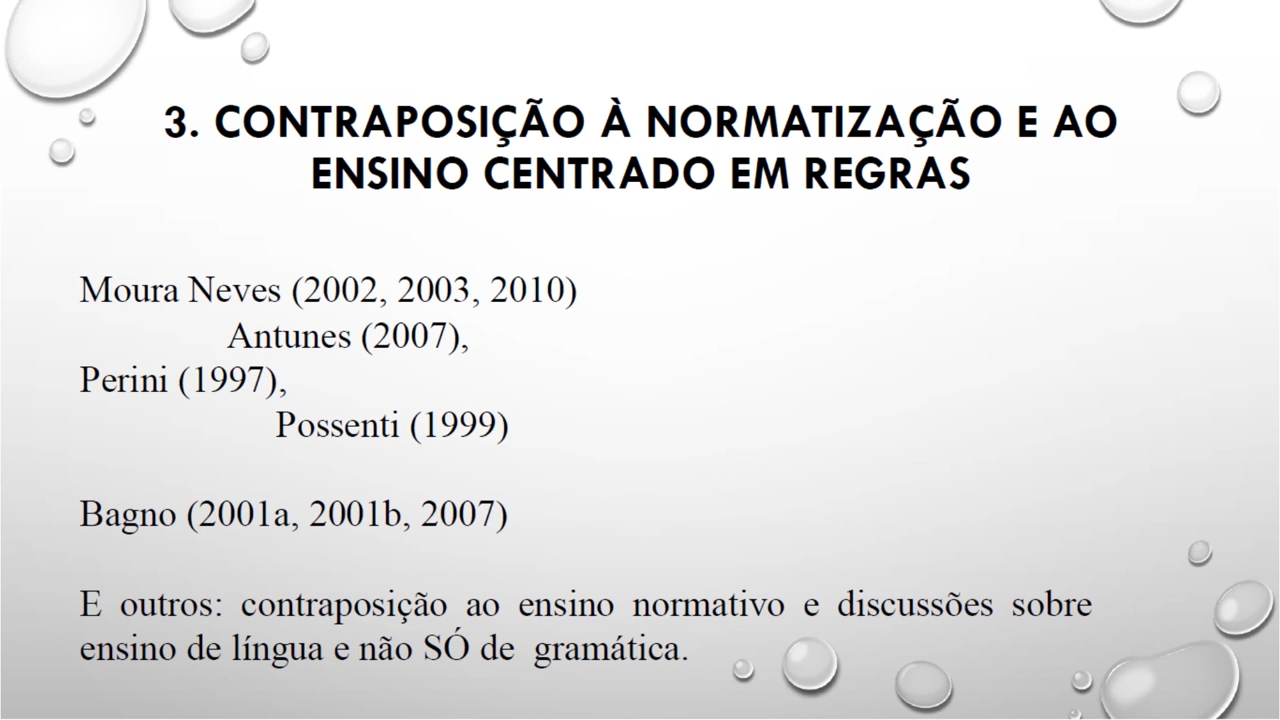 3. CONTRAPOSIÇÃO À NORMATIZAÇÃO E AO
ENSINO CENTRADO EM REGRAS
Moura Neves (2002, 2003, 2010)
Antunes (2007),
Perini (1997),
Possenti (1999)
Bagno (2001a, 2001b, 2007)
E outros: contraposição ao ensino normativo e discussões sobre
ensino de língua e não SÓ de gramática.